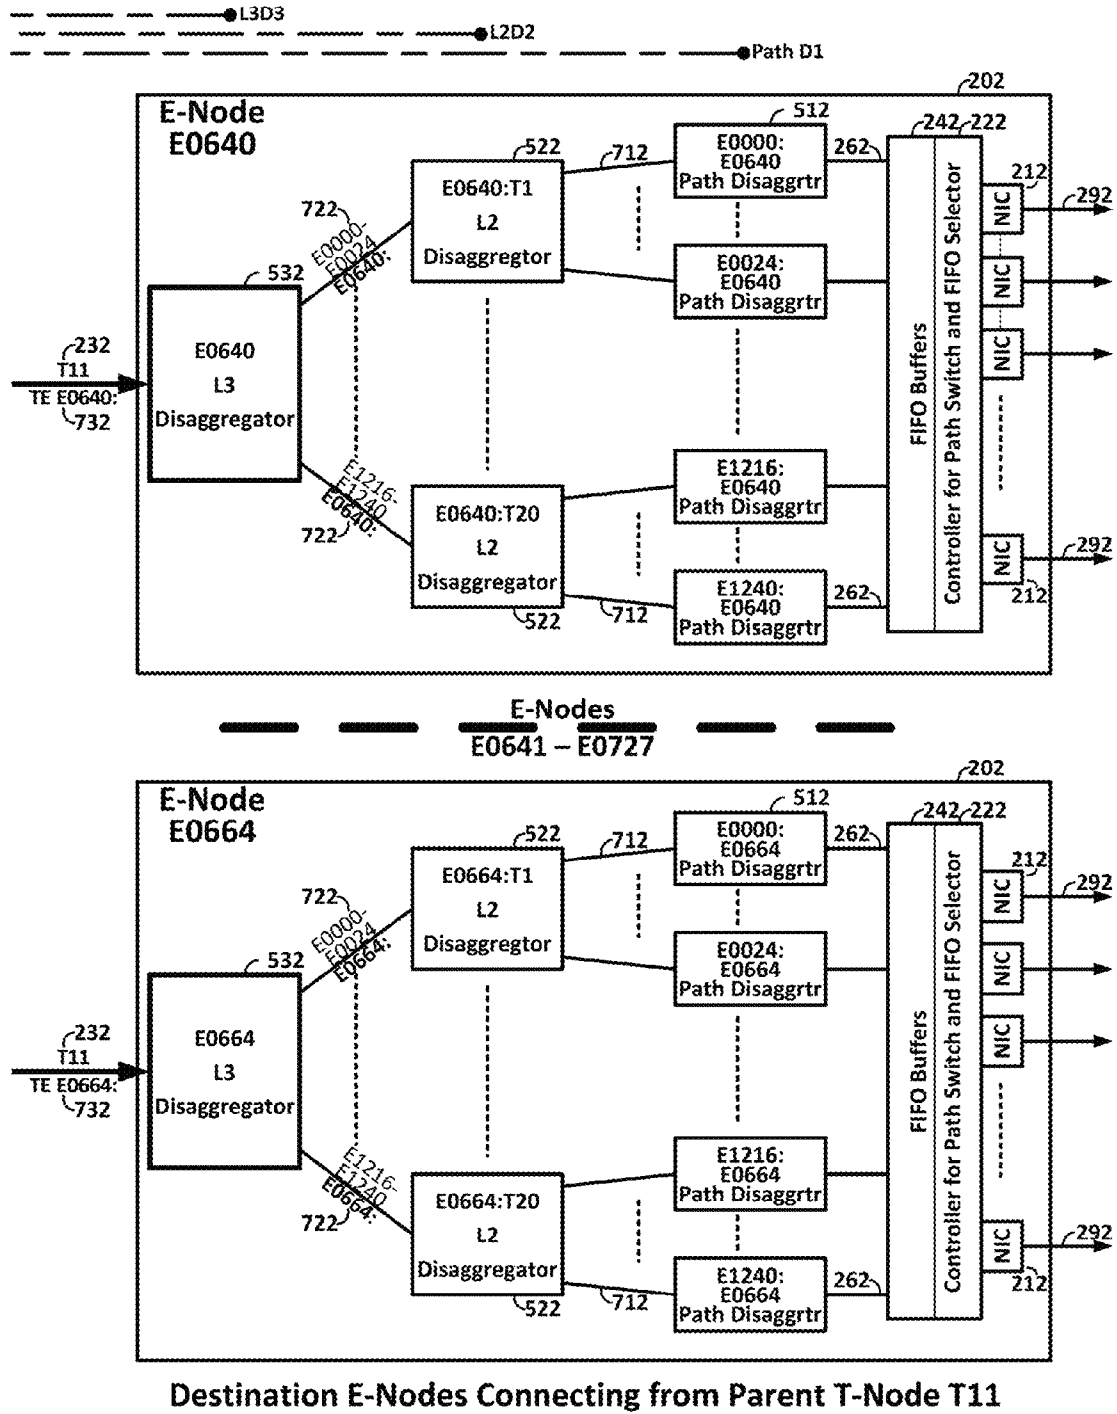 L3D3
L2D2
Path D1
202
E-Node
E0640
532
E0640
L3
Disaggregator
232
T11
TE E0640:
732
722
E0000-
E0024
E0640:
E1216-
E1240
E0640:
722
522
E0640:T1
L2
Disaggregtor
E0640:T20
L2
Disaggregator
522
712
712
512
E0000:
E0640
Path Disaggrtr
E0024:
E0640
Path Disaggrtr
E1216:
E0640
Path Disaggrtr
E1240:
E0640
Path Disaggrtr
262
262
242
222
FIFO Buffers
Controller for Path Switch and FIFO Selector
212
NIC
292
NIC
NIC
NIC
292
212
E-Nodes
E0641 – E0727
202
E-Node
E0664
532
E0664
L3
Disaggregator
232
T11
TE E0664:
732
722
E0000-
E0024
E0664:
E1216-
E1240
E0664:
722
522
E0664:T1
L2
Disaggregtor
E0664:T20
L2
Disaggregator
522
712
712
512
E0000:
E0664
Path Disaggrtr
E0024:
E0664
Path Disaggrtr
E1216:
E0664
Path Disaggrtr
E1240:
E0664
Path Disaggrtr
262
262
242
222
FIFO Buffers
Controller for Path Switch and FIFO Selector
212
NIC
292
NIC
NIC
NIC
292
212
Destination E-Nodes Connecting from Parent T-Node T11